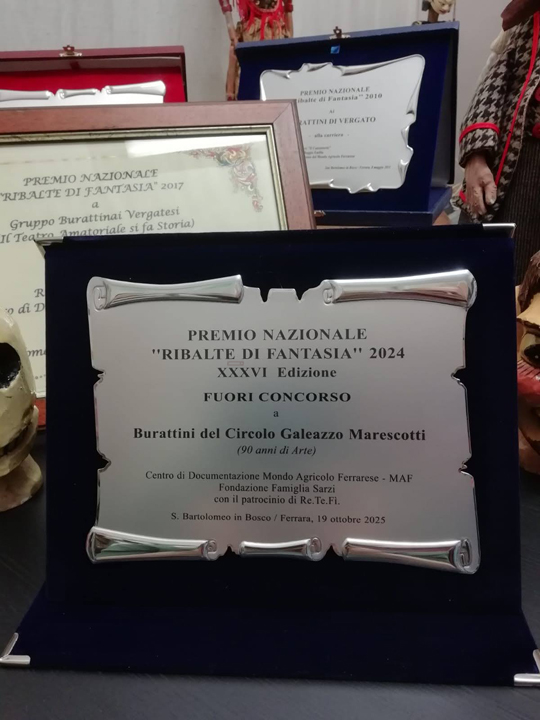 PREMIO NAZIONALE
"Ribalte di Fantasia" 2010
BURATTINI DI VERGATO
alla carriera
PREMIO NAZIONALE
"RIBALTE DI FANTASIA" 2017
a
Gruppo Burattinai Vergatesi
(Il Teatro Amatoriale si fa Storia)
PREMIO NAZIONALE
"RIBALTE DI FANTASIA" 2024
XXXVI Edizione
FUORI CONCORSO
a
Burattini del Circolo Galeazzo Marescotti
(90 anni di Arte)
Centro di Documentazione Mondo Agricolo Ferrarese - MAF
Fondazione Famiglia Sarzi
con il patrocinio di Re.Te.Fi.
S. Bartolomeo in Bosco / Ferrara, 19 ottobre 2025